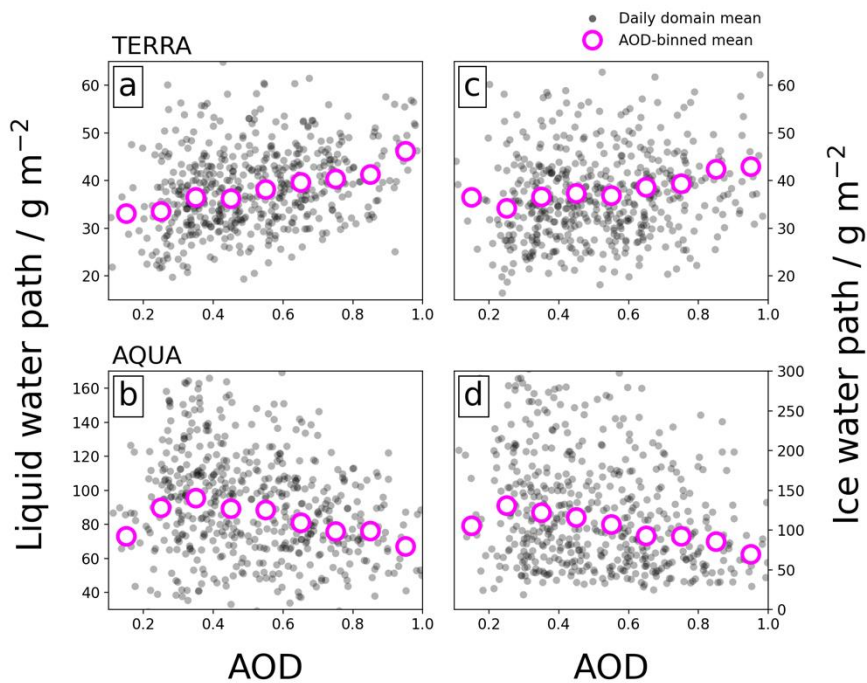 Daily domain mean
AOD-binned mean
TERRA
a
c
60
50
40
30
20
60
50
40
30
20
0.2 0.4 0.6 0.8 1.0
0.2 0.4 0.6 0.8 1.0
AQUA
b
d
160
140
120
100
80
60
40
300
250
200
150
100
50
0
0.2 0.4 0.6 0.8 1.0
0.2 0.4 0.6 0.8 1.0
AOD
AOD
Liquid water path / g m⁻²
Ice water path / g m⁻²